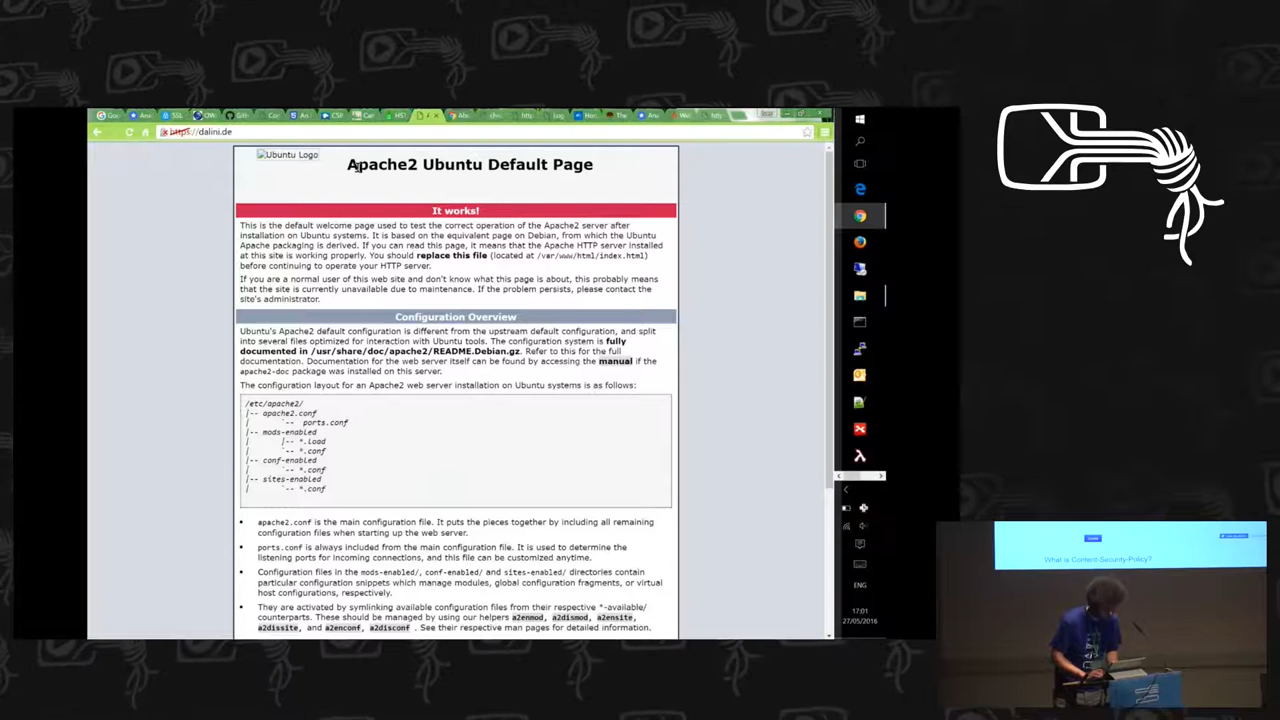 https://dalini.de
Ubuntu Logo
Apache2 Ubuntu Default Page
It works!
This is the default welcome page used to test the correct operation of the Apache2 server after
installation on Ubuntu systems. It is based on the equivalent page on Debian, from which the Ubuntu
Apache packaging is derived. If you can read this page, it means that the Apache HTTP server installed
at this site is working properly. You should replace this file (located at /var/www/html/index.html)
before continuing to operate your HTTP server.
If you are a normal user of this web site and don't know what this page is about, this probably means
that the site is currently unavailable due to maintenance. If the problem persists, please contact the
site's administrator.
Configuration Overview
Ubuntu's Apache2 default configuration is different from the upstream default configuration, and split
into several files optimized for interaction with Ubuntu tools. The configuration system is fully
documented in /usr/share/doc/apache2/README.Debian.gz. Refer to this for the full
documentation. Documentation for the web server itself can be found by accessing the manual if the
apache2-doc package was installed on this server.
The configuration layout for an Apache2 web server installation on Ubuntu systems is as follows:
/etc/apache2/
|-- apache2.conf
|       `--  ports.conf
|-- mods-enabled
|       |-- *.load
|       `-- *.conf
|-- conf-enabled
|       `-- *.conf
|-- sites-enabled
|       `-- *.conf
• apache2.conf is the main configuration file. It puts the pieces together by including all remaining
configuration files when starting up the web server.
• ports.conf is always included from the main configuration file. It is used to determine the
listening ports for incoming connections, and this file can be customized anytime.
• Configuration files in the mods-enabled/, conf-enabled/ and sites-enabled/ directories contain
particular configuration snippets which manage modules, global configuration fragments, or virtual
host configurations, respectively.
• They are activated by symlinking available configuration files from their respective *-available/
counterparts. These should be managed by using our helpers a2enmod, a2dismod, a2ensite,
a2dissite, and a2enconf, a2disconf . See their respective man pages for detailed information.
ENG
17:01
27/05/2016
What is Content-Security-Policy?